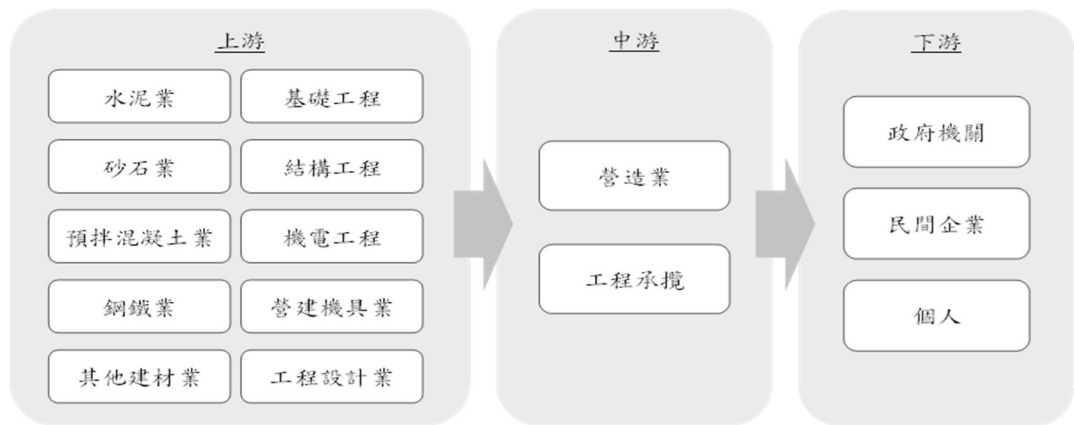 上游
水泥業
基礎工程
砂石業
結構工程
預拌混凝土業
機電工程
鋼鐵業
營建機具業
其他建材業
工程設計業
中游
營造業
工程承攬
下游
政府機關
民間企業
個人